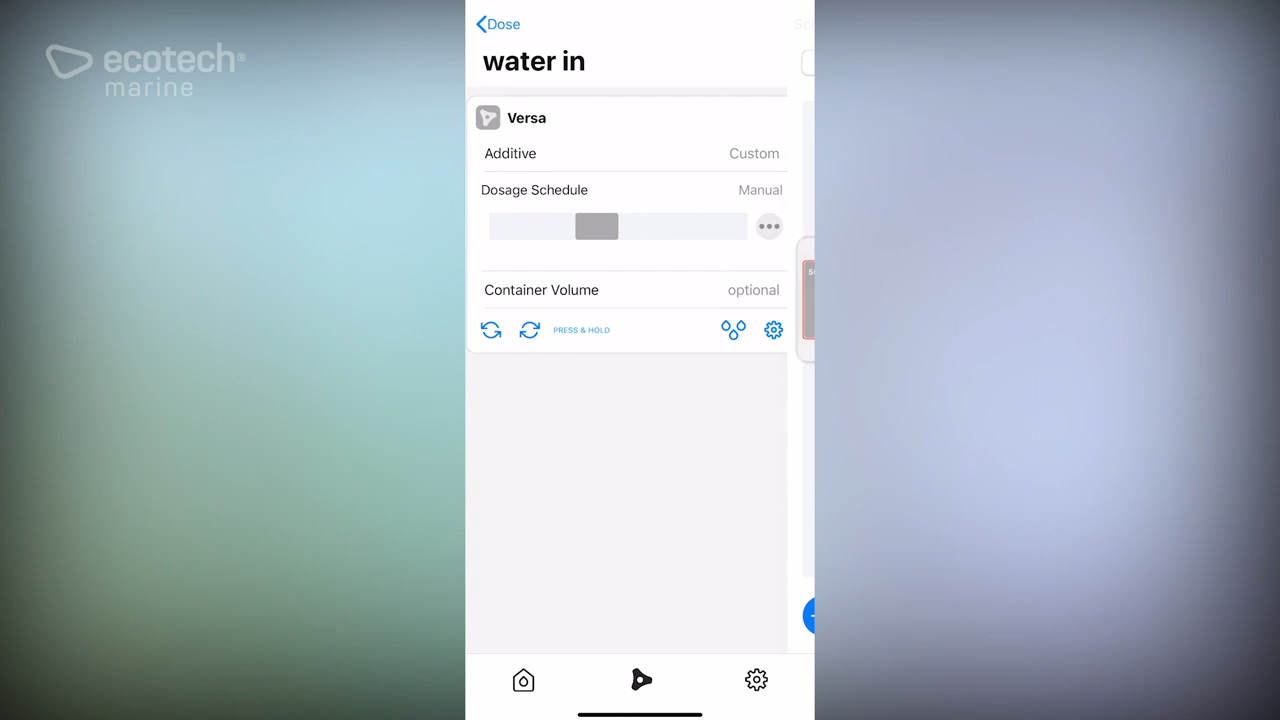 ecotech®
marine
Dose
water in
Versa
Additive
Custom
Dosage Schedule
Manual
Container Volume
optional
PRESS & HOLD